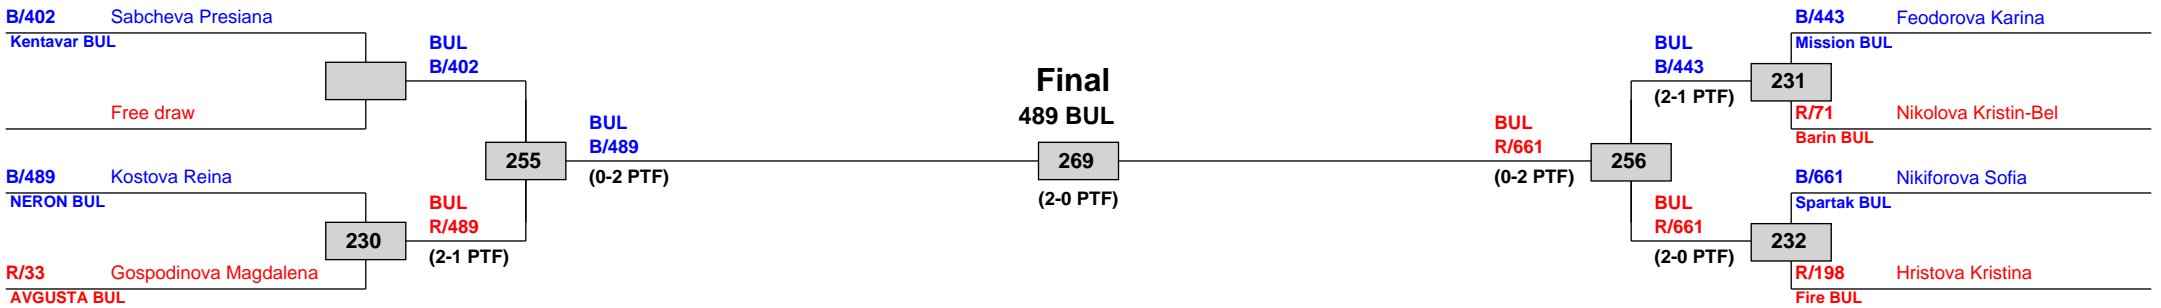 B/402 Sabcheva Presiana
Kentavar BUL
Free draw
B/489 Kostova Reina
NERON BUL
230
R/33 Gospodinova Magdalena
AVGUSTA BUL
BUL
B/402
255
BUL
R/489
(2-1 PTF)
BUL
B/489
(0-2 PTF)
Final
489 BUL
269
(2-0 PTF)
BUL
R/661
(0-2 PTF)
256
BUL
B/443
(2-1 PTF)
BUL
R/661
(2-0 PTF)
B/443 Feodorova Karina
Mission BUL
231
R/71 Nikolova Kristin-Bel
Barin BUL
B/661 Nikiforova Sofia
Spartak BUL
232
R/198 Hristova Kristina
Fire BUL